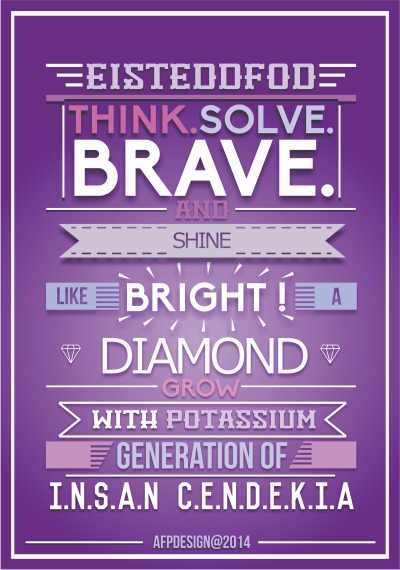 EISTEDDFOD
THINK.SOLVE.
BRAVE.
AND
SHINE
LIKE BRIGHT ! A
DIAMOND
GROW
WITH POTASSIUM
GENERATION OF
I.N.S.A.N C.E.N.D.E.K.I.A
AFPDESIGN@2014